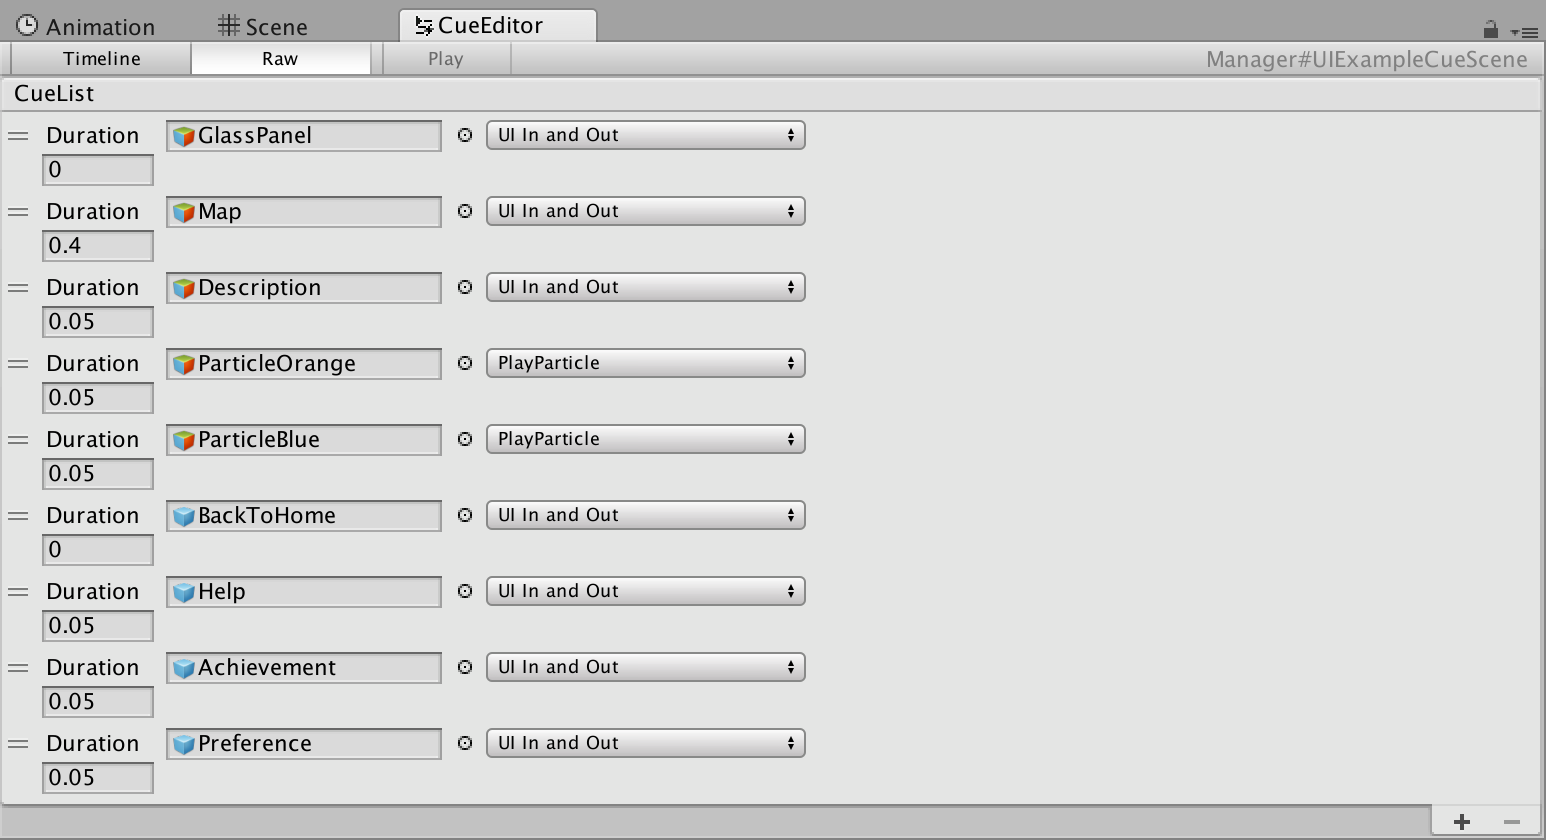 Animation Scene CueEditor
Timeline Raw Play Manager#UIExampleCueScene
CueList
Duration GlassPanel UI In and Out
0
Duration Map UI In and Out
0.4
Duration Description UI In and Out
0.05
Duration ParticleOrange PlayParticle
0.05
Duration ParticleBlue PlayParticle
0.05
Duration BackToHome UI In and Out
0
Duration Help UI In and Out
0.05
Duration Achievement UI In and Out
0.05
Duration Preference UI In and Out
0.05